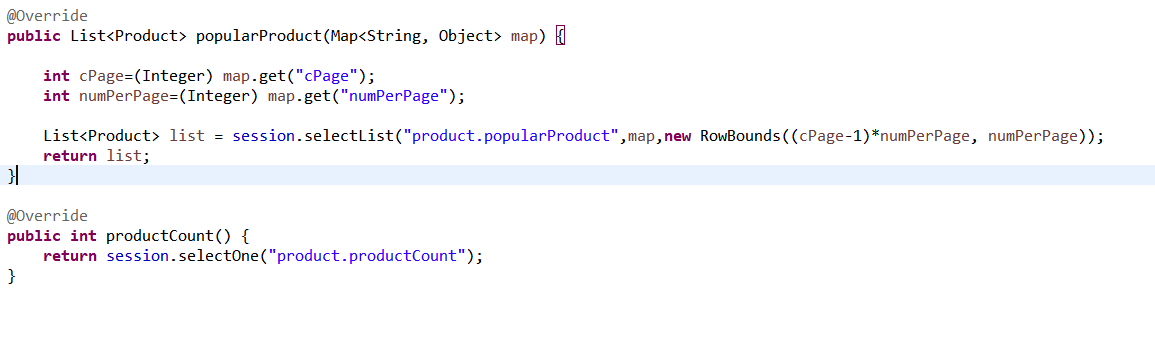 @Override
public List<Product> popularProduct(Map<String, Object> map) {
int cPage=(Integer) map.get("cPage");
int numPerPage=(Integer) map.get("numPerPage");
List<Product> list = session.selectList("product.popularProduct",map,new RowBounds((cPage-1)*numPerPage, numPerPage));
return list;
}
@Override
public int productCount() {
return session.selectOne("product.productCount");
}